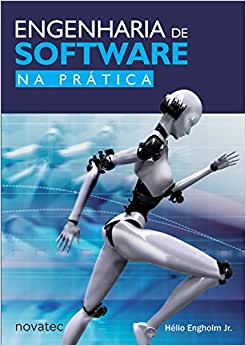 ENGENHARIA DE
SOFTWARE
NA PRÁTICA
Hélio Engholm Jr.
novatec